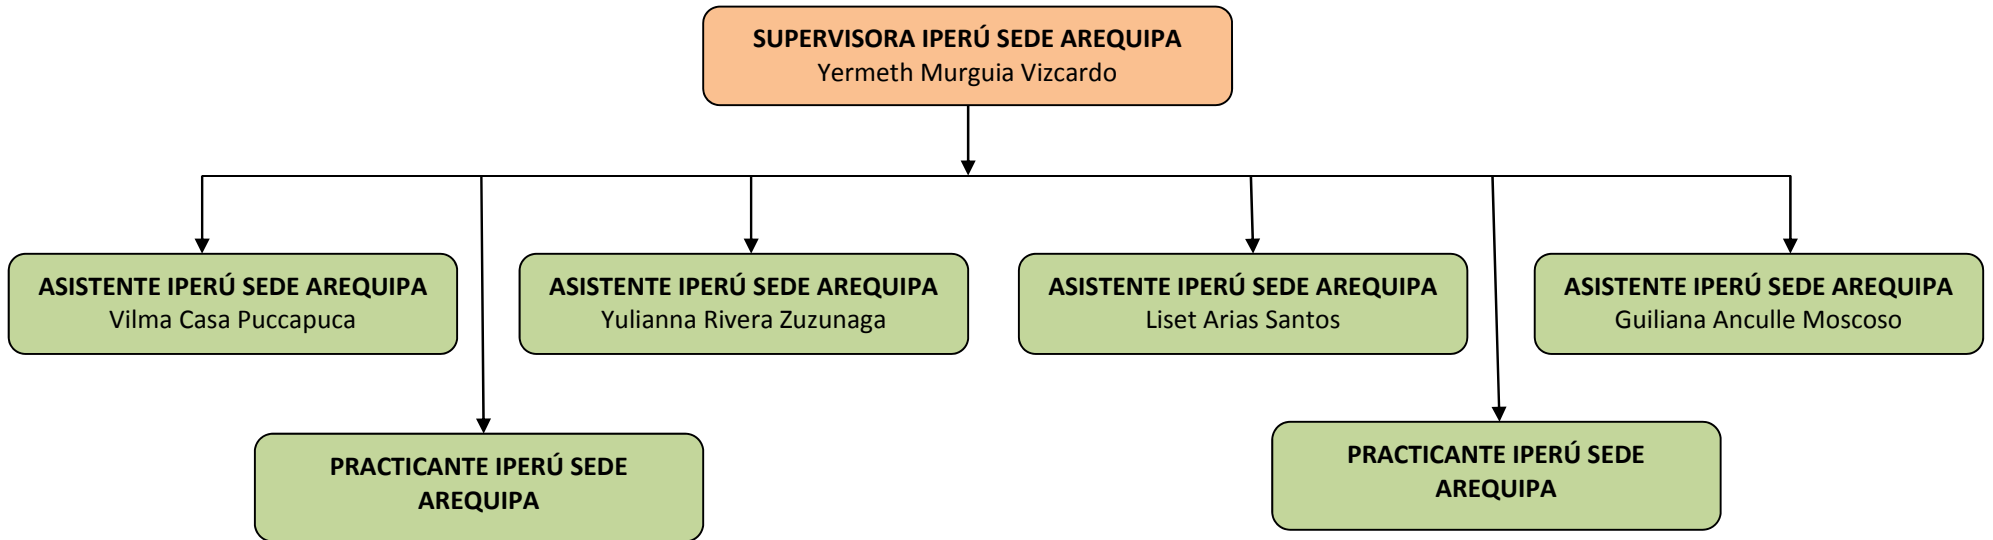 SUPERVISORA IPERÚ SEDE AREQUIPA
Yermeth Murguia Vizcardo
ASISTENTE IPERÚ SEDE AREQUIPA
Vilma Casa Puccapuca
ASISTENTE IPERÚ SEDE AREQUIPA
Yulianna Rivera Zuzunaga
ASISTENTE IPERÚ SEDE AREQUIPA
Liset Arias Santos
ASISTENTE IPERÚ SEDE AREQUIPA
Guiliana Anculle Moscoso
PRACTICANTE IPERÚ SEDE
AREQUIPA
PRACTICANTE IPERÚ SEDE
AREQUIPA